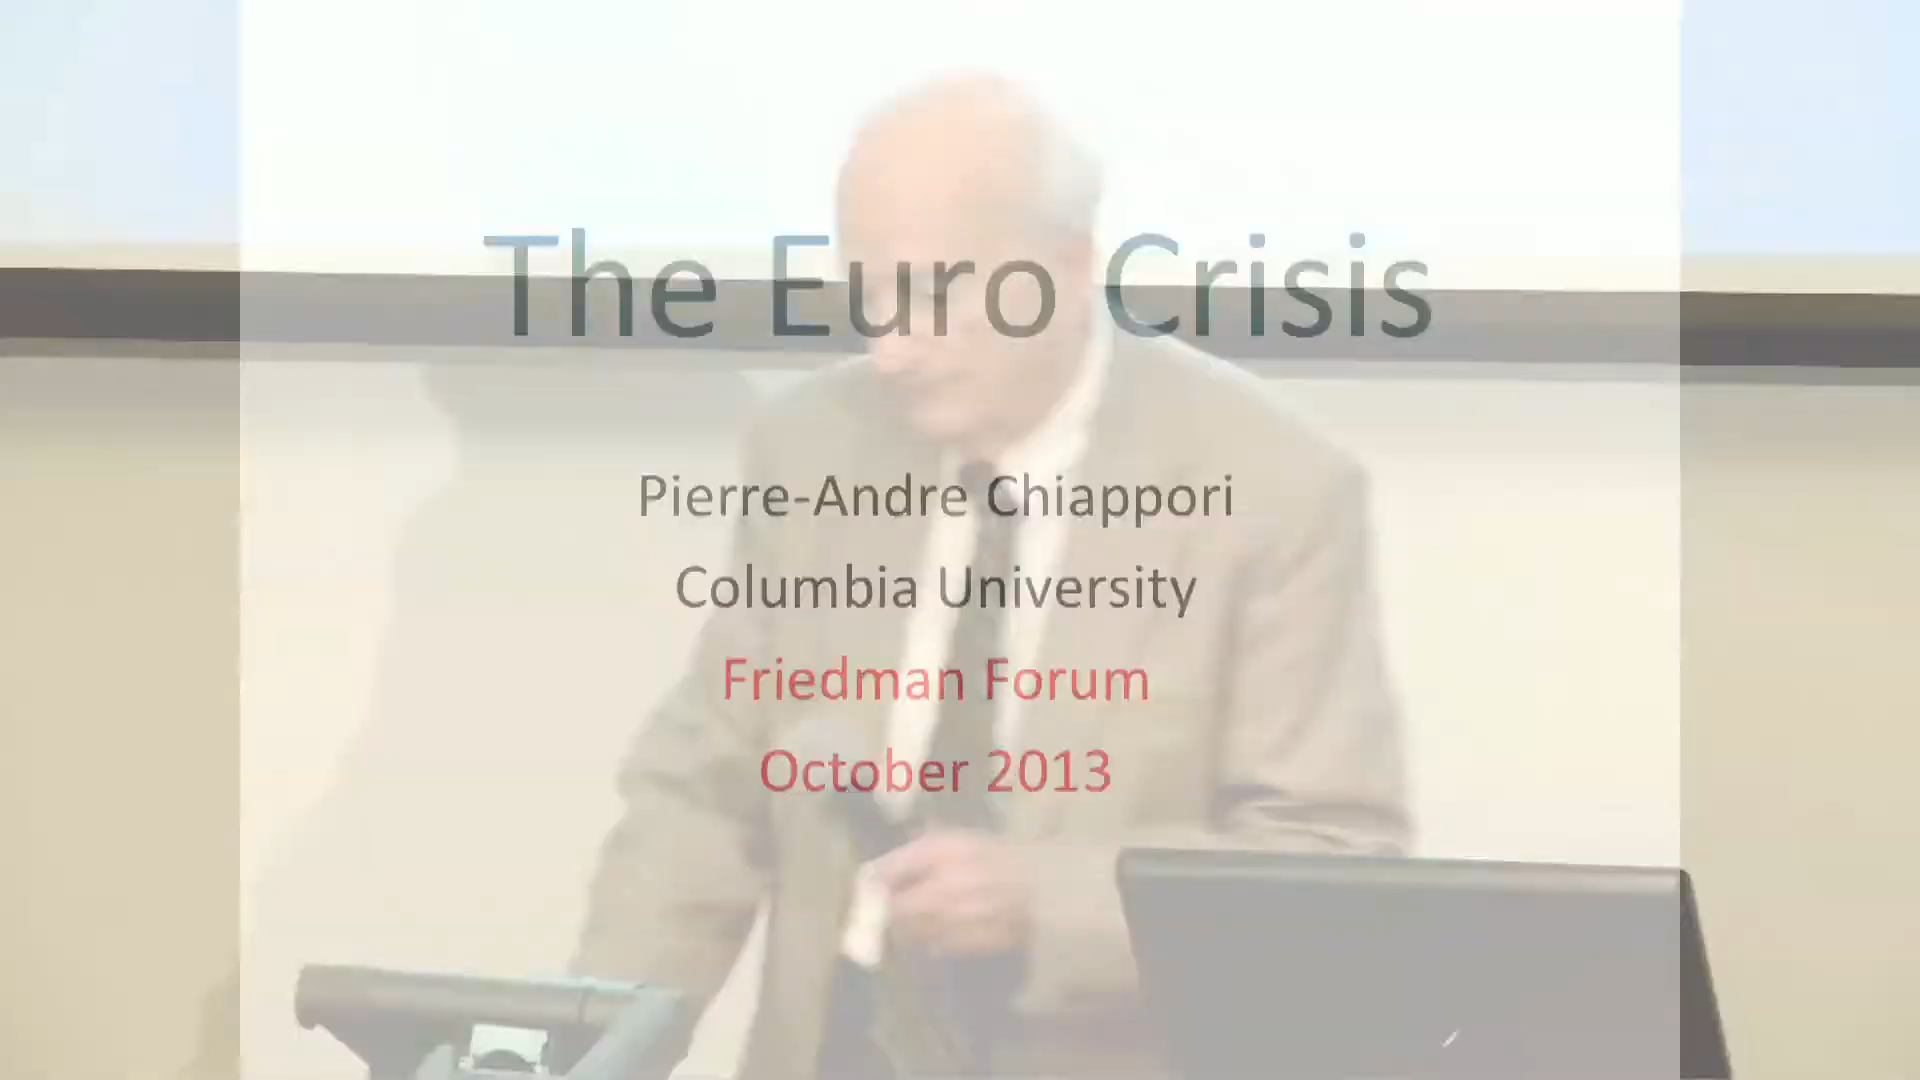 The Euro Crisis
Pierre-Andre Chiappori
Columbia University
Friedman Forum
October 2013